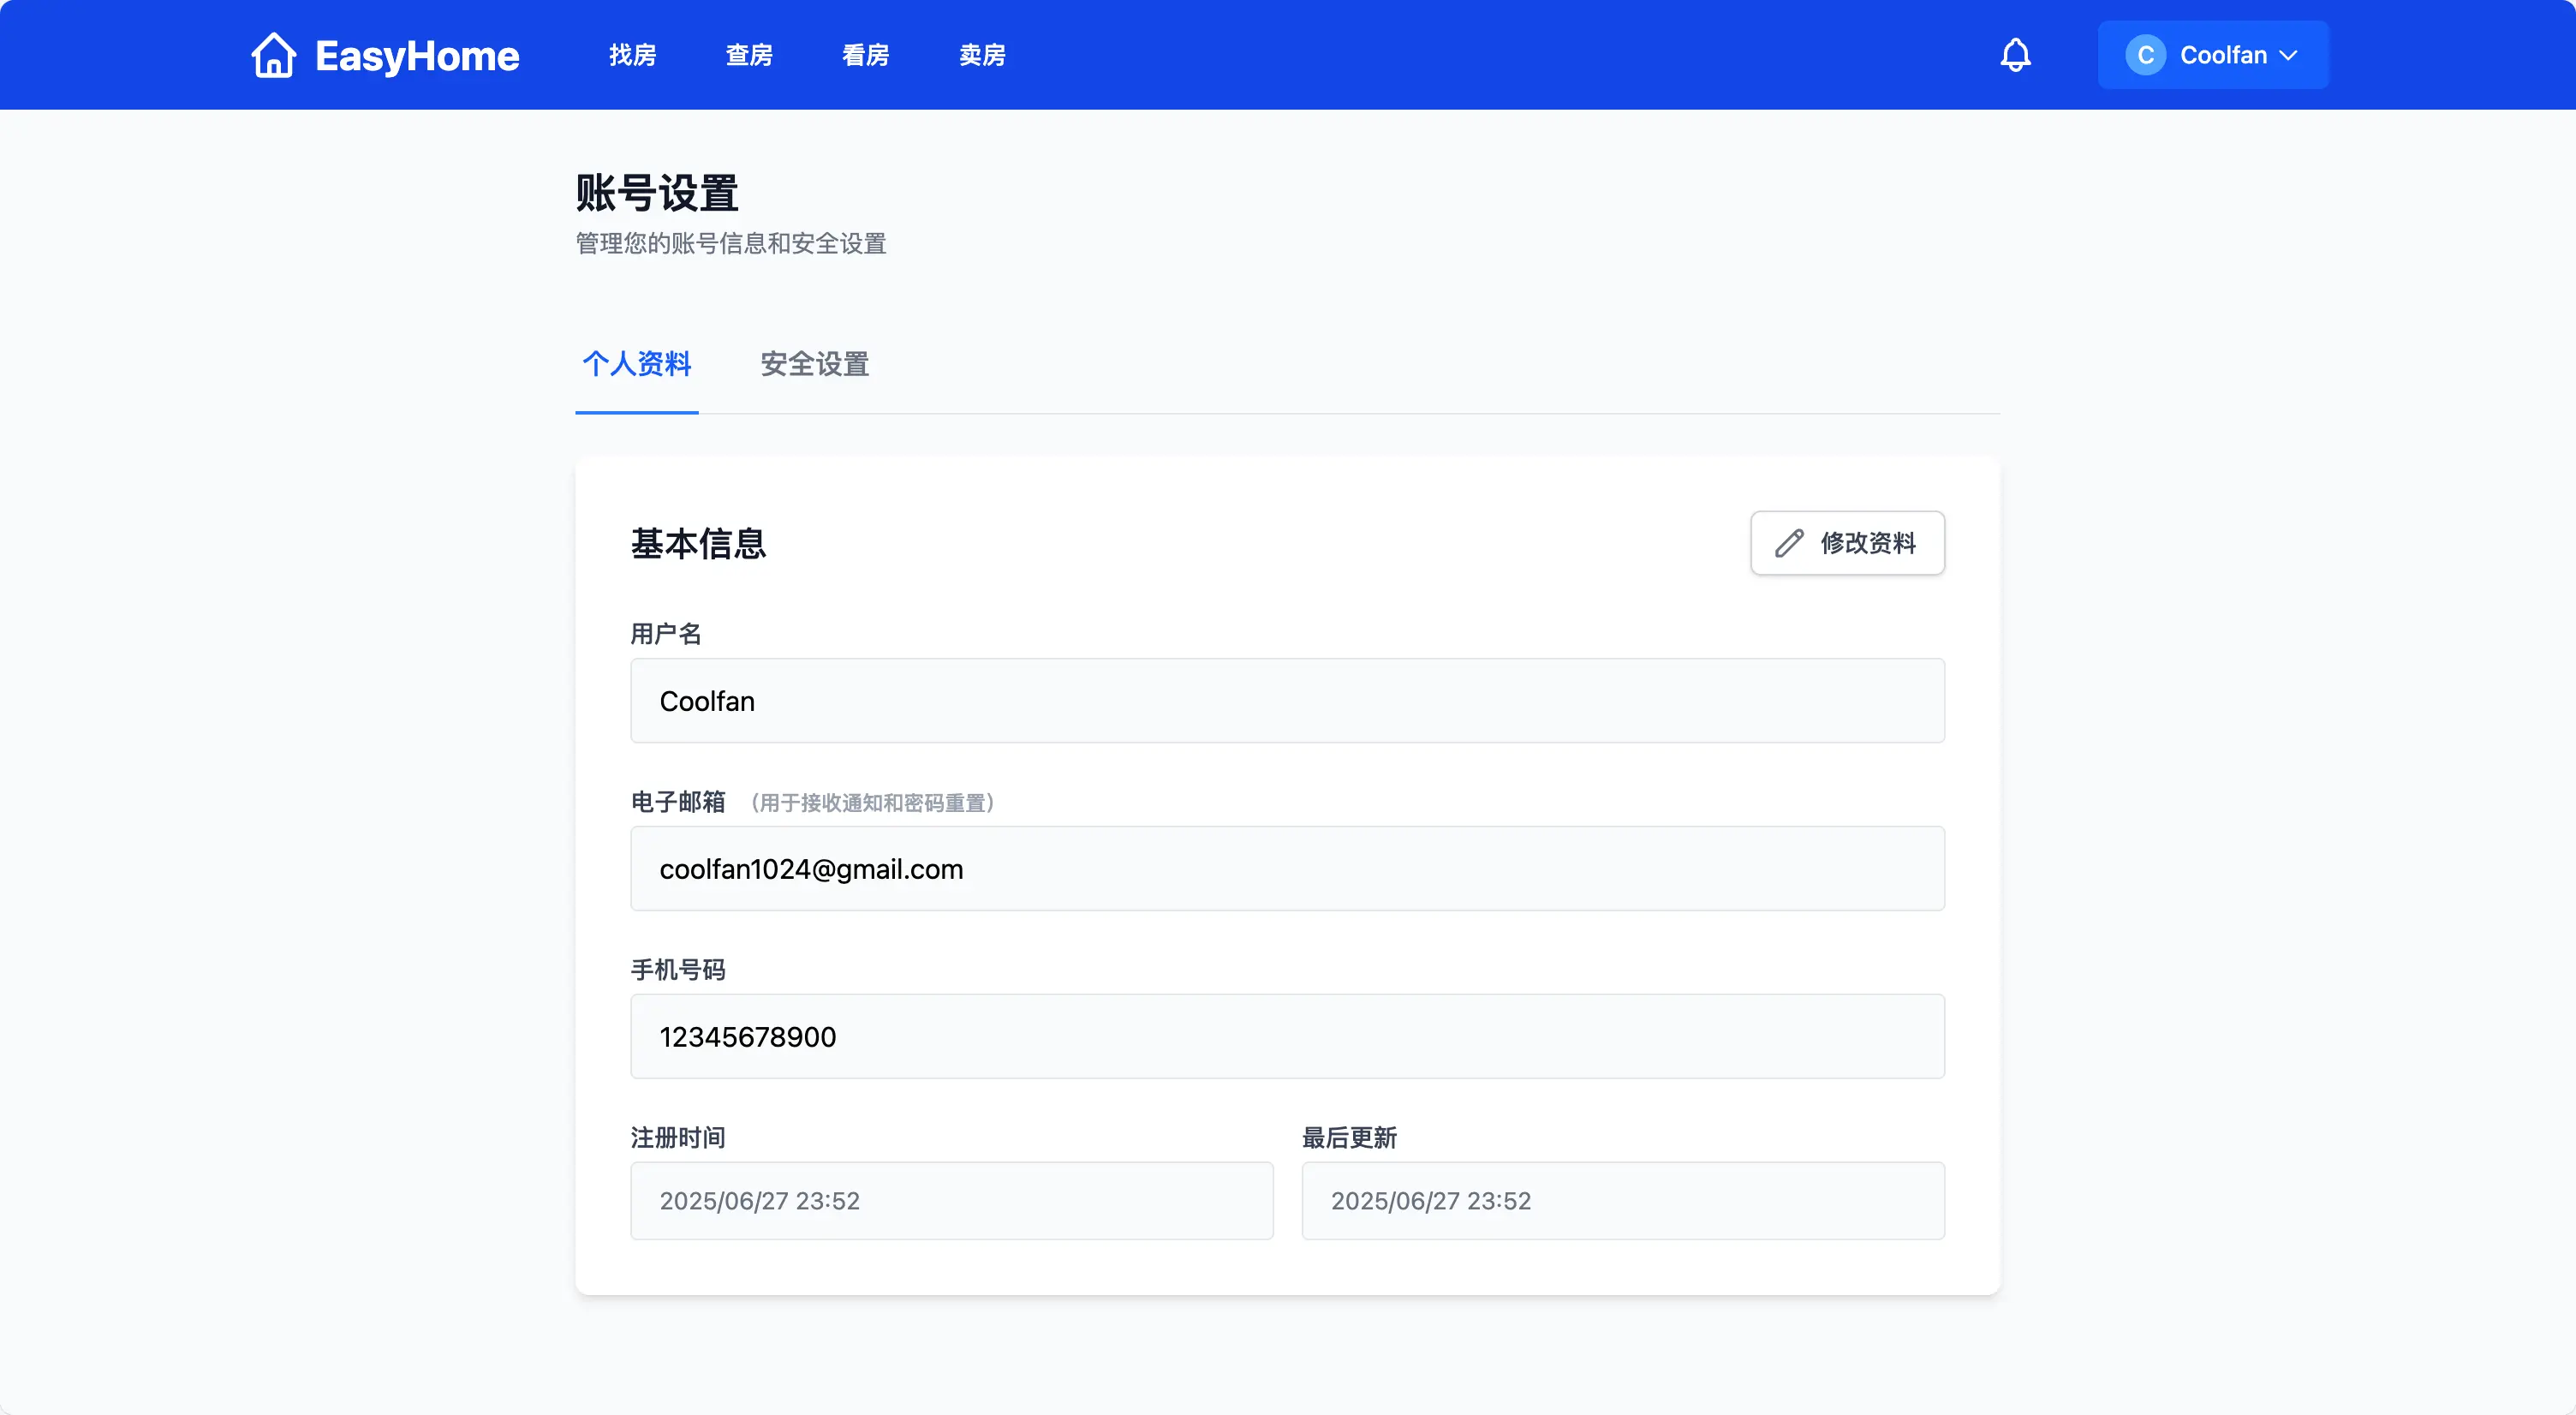 EasyHome 找房 查房 看房 卖房 C Coolfan
账号设置
管理您的账号信息和安全设置
个人资料 安全设置
基本信息 修改资料
用户名
Coolfan
电子邮箱 （用于接收通知和密码重置）
coolfan1024@gmail.com
手机号码
12345678900
注册时间 最后更新
2025/06/27 23:52 2025/06/27 23:52